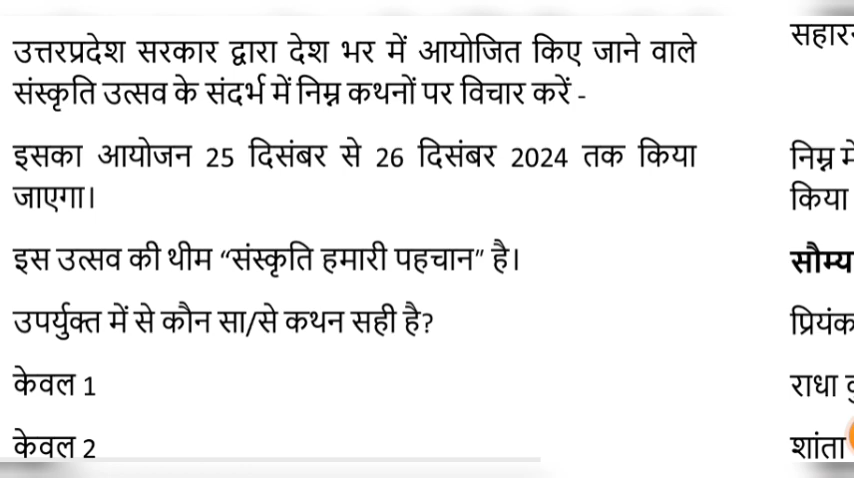 उत्तरप्रदेश सरकार द्वारा देश भर में आयोजित किए जाने वाले
संस्कृति उत्सव के संदर्भ में निम्न कथनों पर विचार करें -
इसका आयोजन 25 दिसंबर से 26 दिसंबर 2024 तक किया
जाएगा।
इस उत्सव की थीम “संस्कृति हमारी पहचान” है।
उपर्युक्त में से कौन सा/से कथन सही है?
केवल 1
केवल 2
निम्न
किया
सौम्य
राधा
शांता